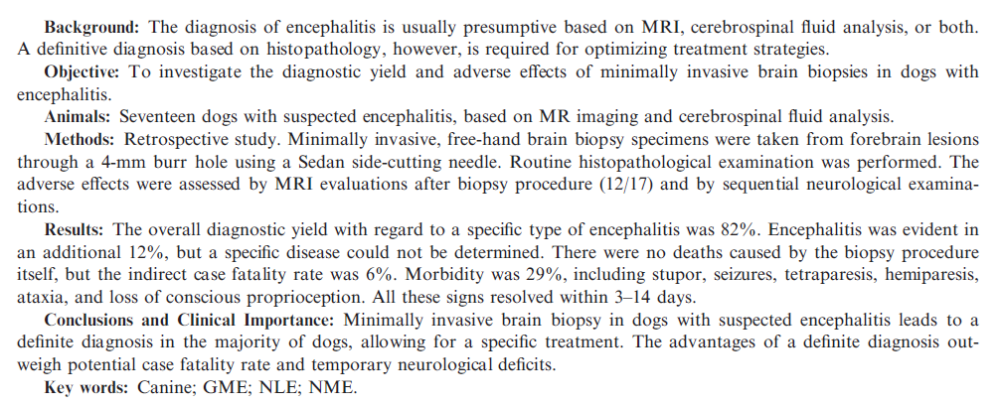 Background: The diagnosis of encephalitis is usually presumptive based on MRI, cerebrospinal fluid analysis, or both.
A definitive diagnosis based on histopathology, however, is required for optimizing treatment strategies.
Objective: To investigate the diagnostic yield and adverse effects of minimally invasive brain biopsies in dogs with
encephalitis.
Animals: Seventeen dogs with suspected encephalitis, based on MR imaging and cerebrospinal fluid analysis.
Methods: Retrospective study. Minimally invasive, free-hand brain biopsy specimens were taken from forebrain lesions
through a 4-mm burr hole using a Sedan side-cutting needle. Routine histopathological examination was performed. The
adverse effects were assessed by MRI evaluations after biopsy procedure (12/17) and by sequential neurological examina-
tions.
Results: The overall diagnostic yield with regard to a specific type of encephalitis was 82%. Encephalitis was evident in
an additional 12%, but a specific disease could not be determined. There were no deaths caused by the biopsy procedure
itself, but the indirect case fatality rate was 6%. Morbidity was 29%, including stupor, seizures, tetraparesis, hemiparesis,
ataxia, and loss of conscious proprioception. All these signs resolved within 3–14 days.
Conclusions and Clinical Importance: Minimally invasive brain biopsy in dogs with suspected encephalitis leads to a
definite diagnosis in the majority of dogs, allowing for a specific treatment. The advantages of a definite diagnosis out-
weigh potential case fatality rate and temporary neurological deficits.
Key words: Canine; GME; NLE; NME.